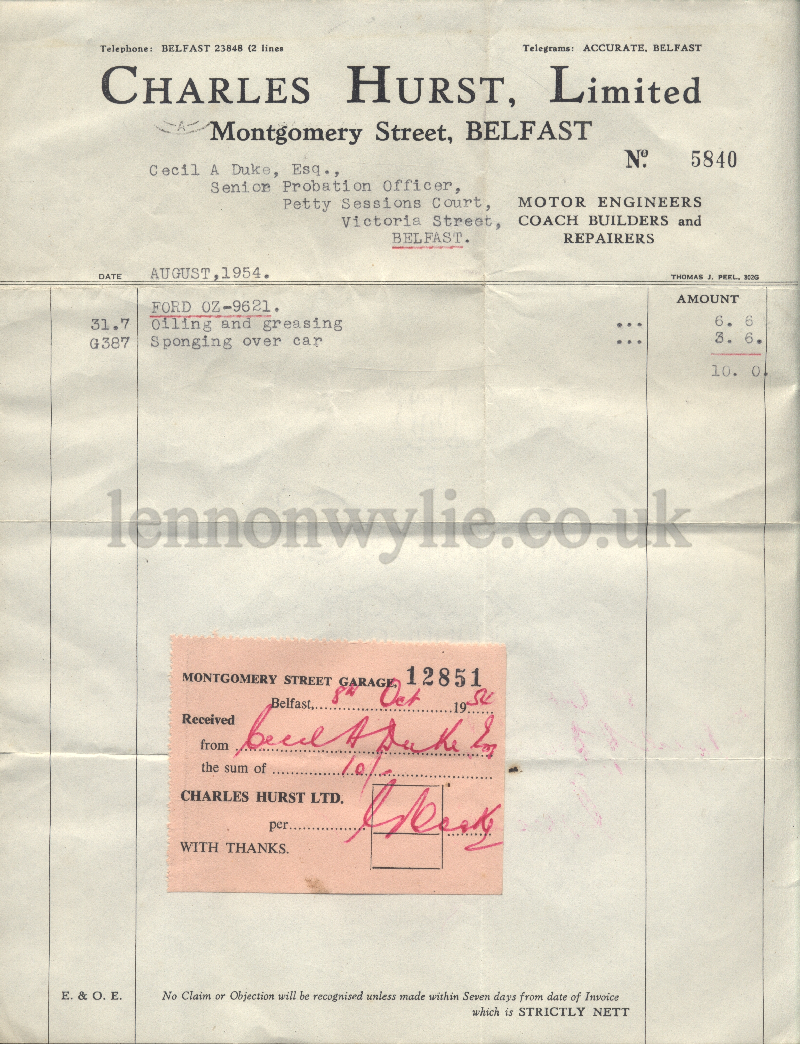 Telephone: BELFAST 23848 (2 lines
Telegrams: ACCURATE, BELFAST
CHARLES HURST, Limited
Montgomery Street, BELFAST
Nº. 5840
Cecil A Duke, Esq.,
Senior Probation Officer,
Petty Sessions Court,
Victoria Street,
BELFAST.
MOTOR ENGINEERS
COACH BUILDERS and
REPAIRERS
DATE AUGUST,1954.
THOMAS J. PEEL, 302G
AMOUNT
FORD OZ-9621.
31.7 Oiling and greasing ... 6. 6
G387 Sponging over car ... 3. 6.
10. 0.
lennonwylie.co.uk
MONTGOMERY STREET GARAGE, 12851
Belfast, 8th Oct 1954
Received
from Cecil A Duke Esq
the sum of 10/-
CHARLES HURST LTD.
per
WITH THANKS.
E. & O. E.
No Claim or Objection will be recognised unless made within Seven days from date of Invoice
which is STRICTLY NETT